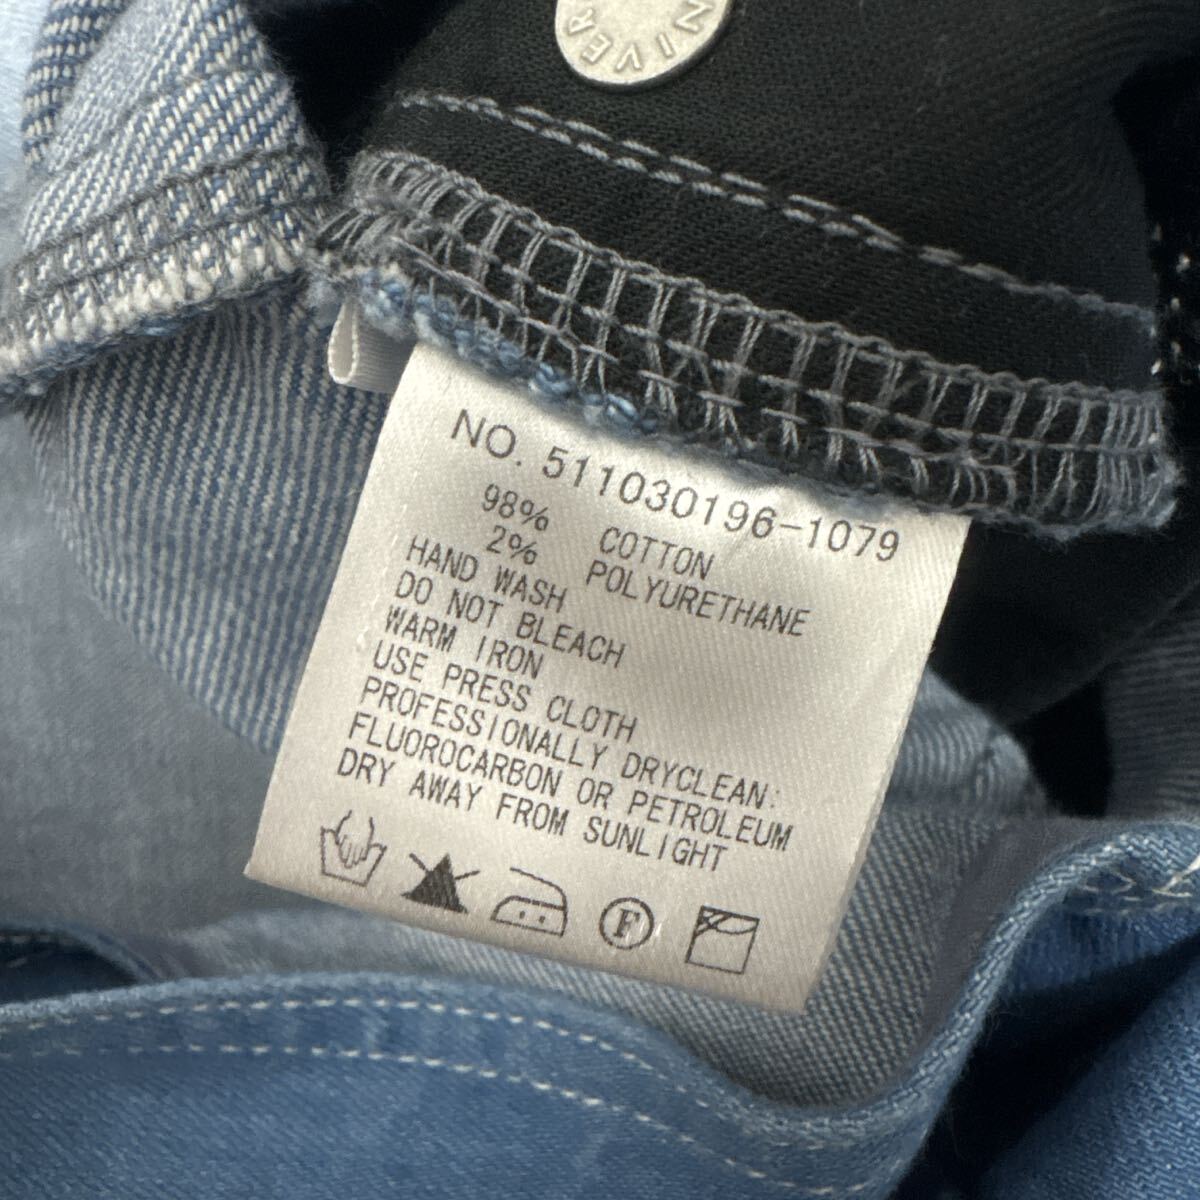 NIVER
NO. 511030196-1079
98% COTTON
2% POLYURETHANE
HAND WASH
DO NOT BLEACH
WARM IRON
USE PRESS CLOTH
PROFESSIONALLY DRYCLEAN:
FLUOROCARBON OR PETROLEUM
DRY AWAY FROM SUNLIGHT
F